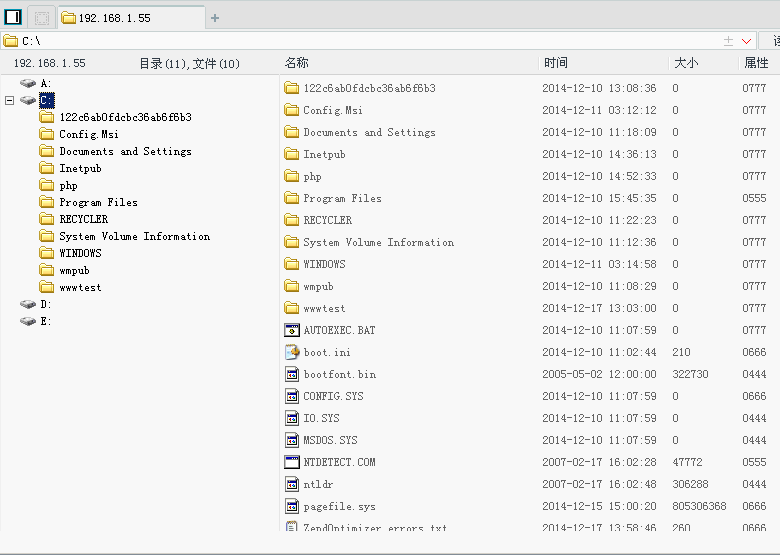 192.168.1.55
C:\
192.168.1.55 目录(11),文件(10) 名称 时间 大小 属性
A:
C:
122c6ab0fdcbc36ab6f6b3
Config.Msi
Documents and Settings
Inetpub
php
Program Files
RECYCLER
System Volume Information
WINDOWS
wmpub
wwwtest
D:
E:
122c6ab0fdcbc36ab6f6b3 2014-12-10 13:08:36 0 0777
Config.Msi 2014-12-11 03:12:12 0 0777
Documents and Settings 2014-12-10 11:18:09 0 0777
Inetpub 2014-12-10 14:36:13 0 0777
php 2014-12-10 14:52:33 0 0777
Program Files 2014-12-10 15:45:35 0 0555
RECYCLER 2014-12-10 11:22:23 0 0777
System Volume Information 2014-12-10 11:12:36 0 0777
WINDOWS 2014-12-11 03:14:58 0 0777
wmpub 2014-12-10 11:08:29 0 0777
wwwtest 2014-12-17 13:03:00 0 0777
AUTOEXEC.BAT 2014-12-10 11:07:59 0 0777
boot.ini 2014-12-10 11:02:44 210 0666
bootfont.bin 2005-05-02 12:00:00 322730 0444
CONFIG.SYS 2014-12-10 11:07:59 0 0666
IO.SYS 2014-12-10 11:07:59 0 0444
MSDOS.SYS 2014-12-10 11:07:59 0 0444
NTDETECT.COM 2007-02-17 16:02:28 47772 0555
ntldr 2007-02-17 16:02:48 306288 0444
pagefile.sys 2014-12-15 15:00:20 805306368 0666
ZendOptimizer_errors.txt 2014-12-17 13:58:46 260 0666